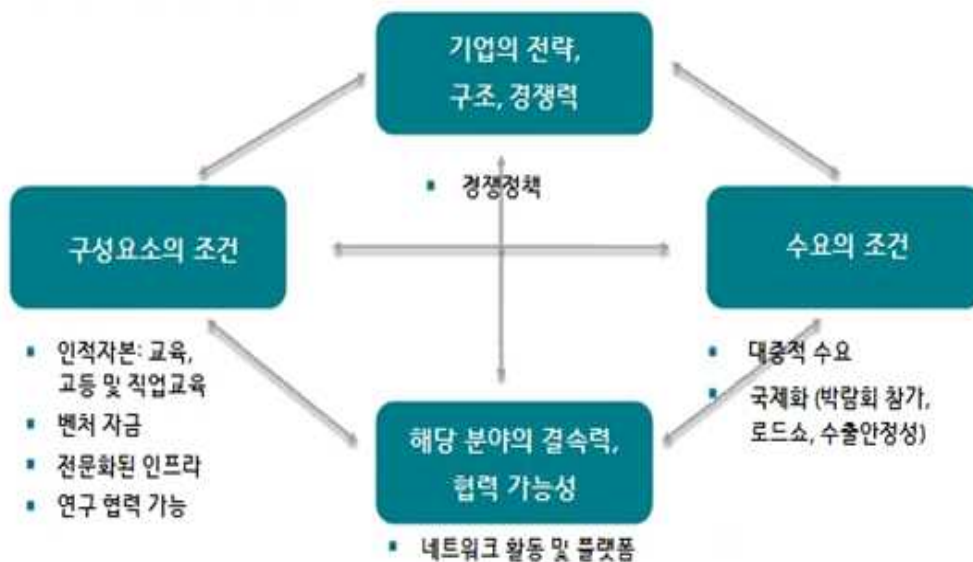 기업의 전략,
구조, 경쟁력
경쟁정책
구성요소의 조건
수요의 조건
인적자본: 교육,
고등 및 직업교육
벤처 자금
전문화된 인프라
연구 협력 가능
대중적 수요
국제화 (박람회 참가,
로드쇼, 수출안정성)
해당 분야의 결속력,
협력 가능성
네트워크 활동 및 플랫폼